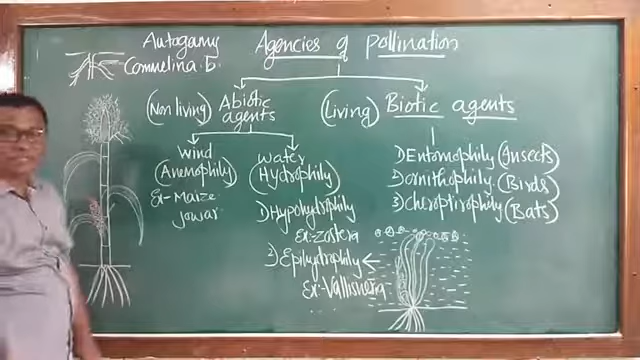 Autogamy
Commelina. b.
Agencies of pollination
(Non living) Abiotic agents
(Living) Biotic agents
wind
(Anemophily)
Ex- Maize
Jowar
water
(Hydrophily)
1) Hypohydrophily
Ex:- Zostera
2) Epihydrophily
Ex:- Vallisneria
1) Entomophily (Insects)
2) Ornithophily (Birds)
3) Cheroptirophily (Bats)